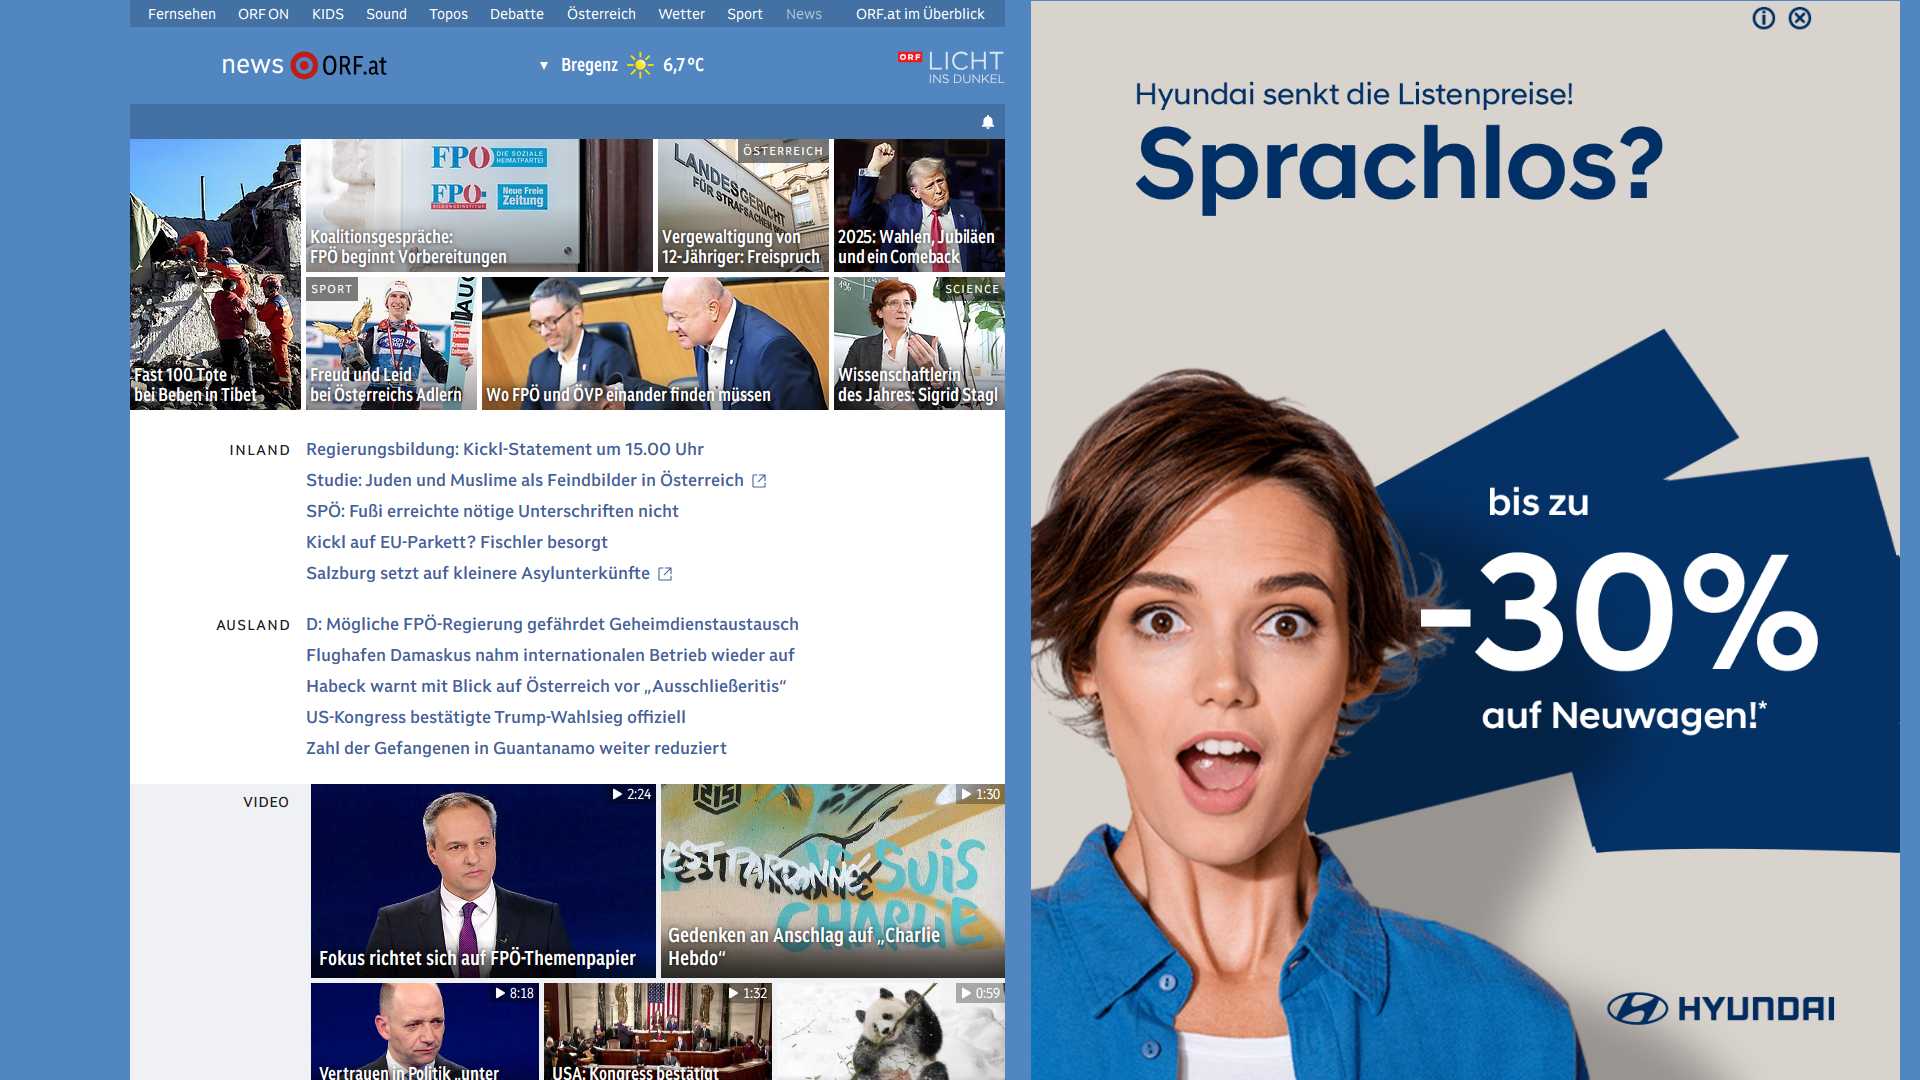 Fernsehen ORF ON KIDS Sound Topos Debatte Österreich Wetter Sport News ORF.at im Überblick
news ORF.at
Bregenz 6,7 °C
ORF LICHT
INS DUNKEL
Fast 100 Tote
bei Beben in Tibet
FPÖ DIE SOZIALE
HEIMATPARTEI
FPÖ BILDUNGSINSTITUT Neue Freie
Zeitung
Koalitionsgespräche:
FPÖ beginnt Vorbereitungen
ÖSTERREICH
LANDESGERICHT
FÜR STRAFSACHEN
Vergewaltigung von
12-Jähriger: Freispruch
2025: Wahlen, Jubiläen
und ein Comeback
SPORT
Freud und Leid
bei Österreichs Adlern
Wo FPÖ und ÖVP einander finden müssen
SCIENCE
Wissenschaftlerin
des Jahres: Sigrid Stagl
INLAND
Regierungsbildung: Kickl-Statement um 15.00 Uhr
Studie: Juden und Muslime als Feindbilder in Österreich
SPÖ: Fußi erreichte nötige Unterschriften nicht
Kickl auf EU-Parkett? Fischler besorgt
Salzburg setzt auf kleinere Asylunterkünfte
AUSLAND
D: Mögliche FPÖ-Regierung gefährdet Geheimdienstaustausch
Flughafen Damaskus nahm internationalen Betrieb wieder auf
Habeck warnt mit Blick auf Österreich vor „Ausschließeritis“
US-Kongress bestätigte Trump-Wahlsieg offiziell
Zahl der Gefangenen in Guantanamo weiter reduziert
VIDEO
2:24
Fokus richtet sich auf FPÖ-Themenpapier
1:30
EST PARDONNÉ
SUIS
CHARLIE
Gedenken an Anschlag auf „Charlie
Hebdo“
8:18
Vertrauen in Politik „unter
1:32
USA: Kongress bestätigt
0:59
Hyundai senkt die Listenpreise!
Sprachlos?
bis zu
-30%
auf Neuwagen!*
HYUNDAI